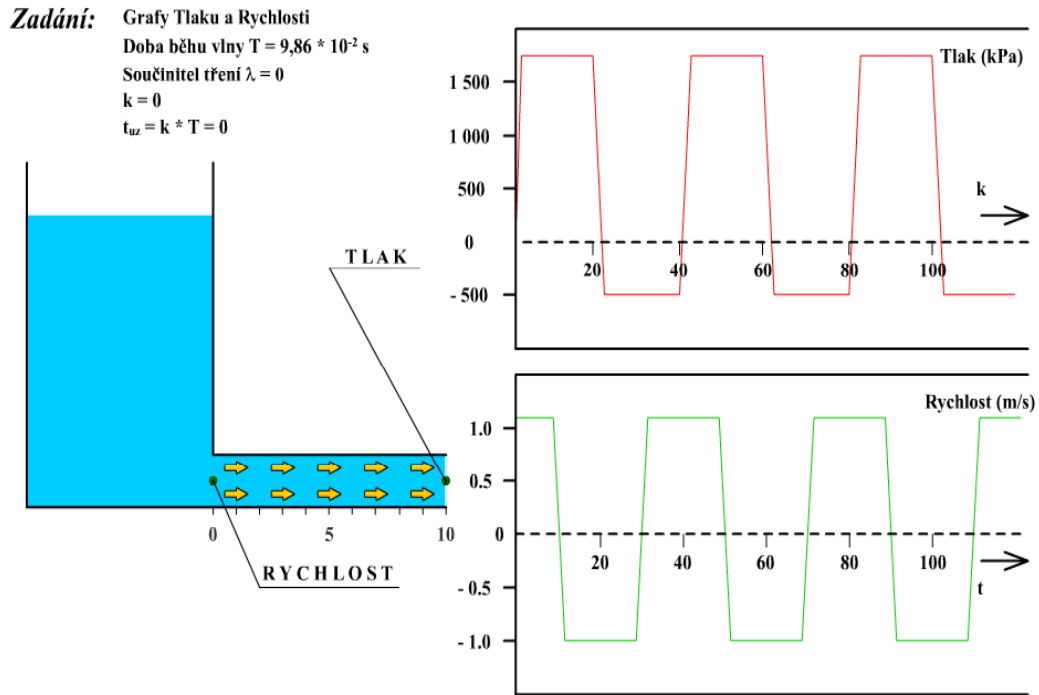 Zadání:
Grafy Tlaku a Rychlosti
Doba běhu vlny T = 9,86 * 10⁻² s
Součinitel tření λ = 0
k = 0
tuz = k * T = 0
TLAK
RYCHLOST
0 5 10
Tlak (kPa)
1 500
1 000
500
0
- 500
k
20 40 60 80 100
Rychlost (m/s)
1.0
0.5
0
- 0.5
- 1.0
20 40 60 80 100
t